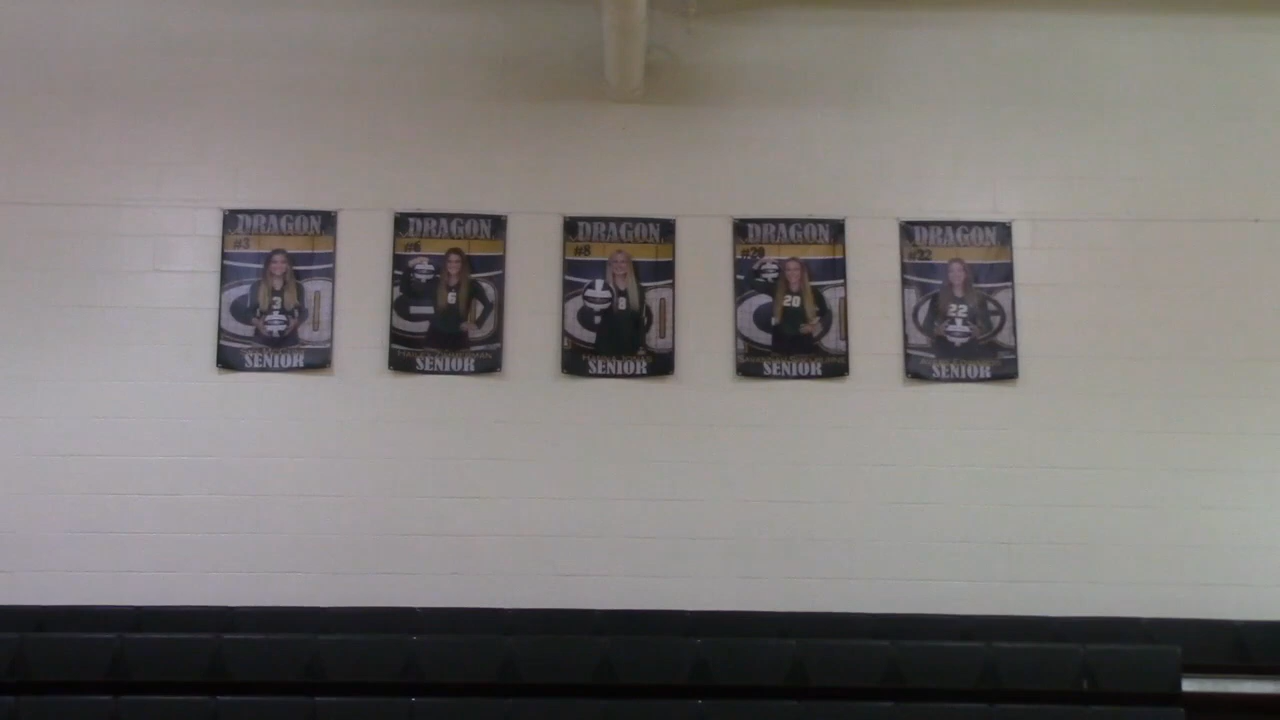 DRAGON
#3
3
SENIOR
DRAGON
#6
6
SENIOR
DRAGON
#8
8
SENIOR
DRAGON
#20
20
SENIOR
DRAGON
#22
22
SENIOR